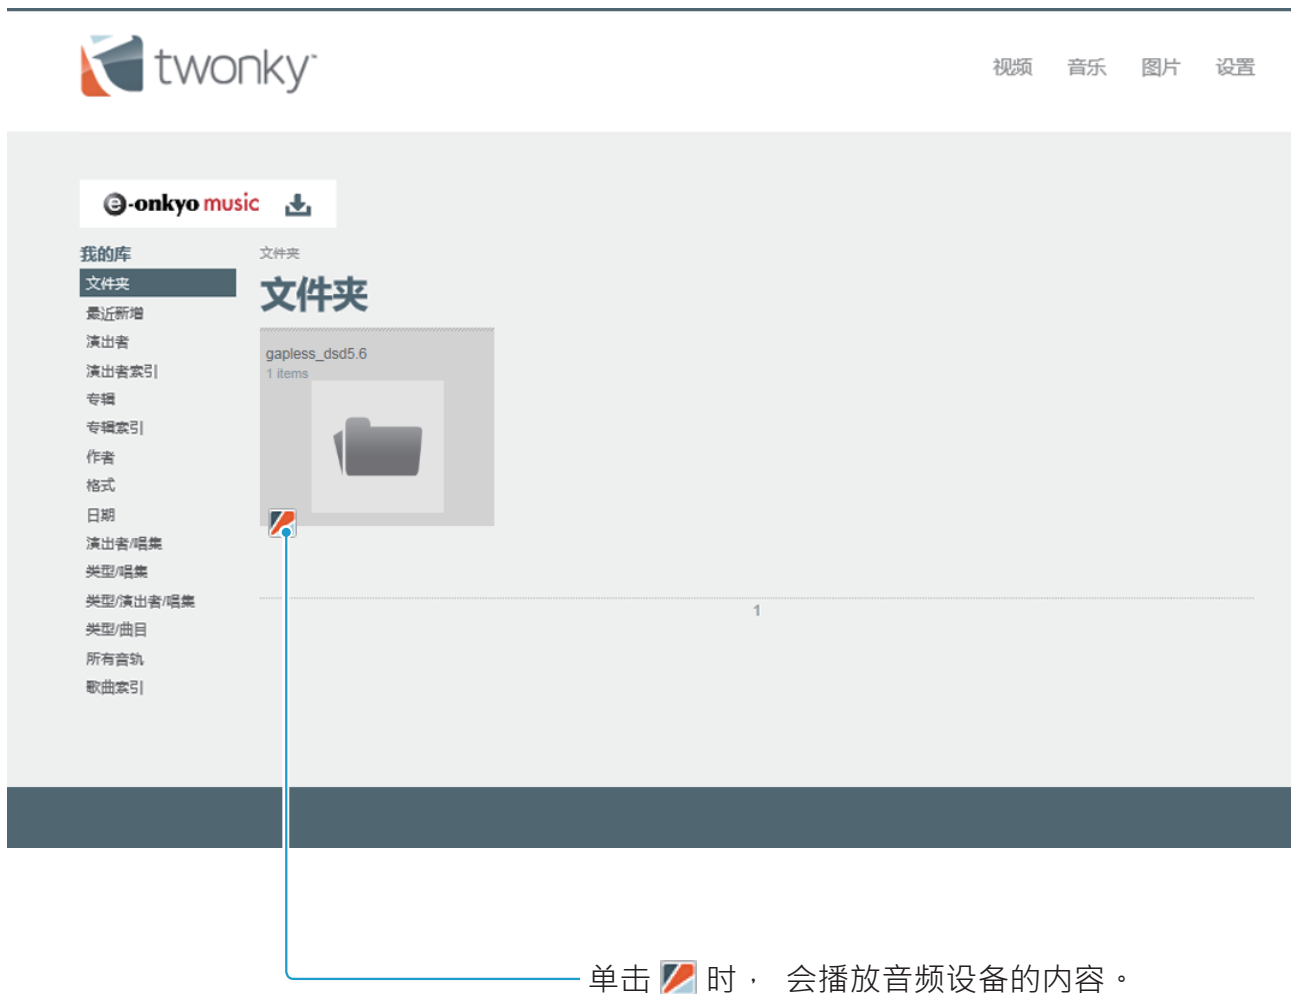 twonky™
视频 音乐 图片 设置
e-onkyo music
我的库
文件夹
最近新增
演出者
演出者索引
专辑
专辑索引
作者
格式
日期
演出者/唱集
类型/唱集
类型/演出者/唱集
类型/曲目
所有音轨
歌曲索引
文件夹
文件夹
gapless_dsd5.6
1 items
1
单击 时， 会播放音频设备的内容。